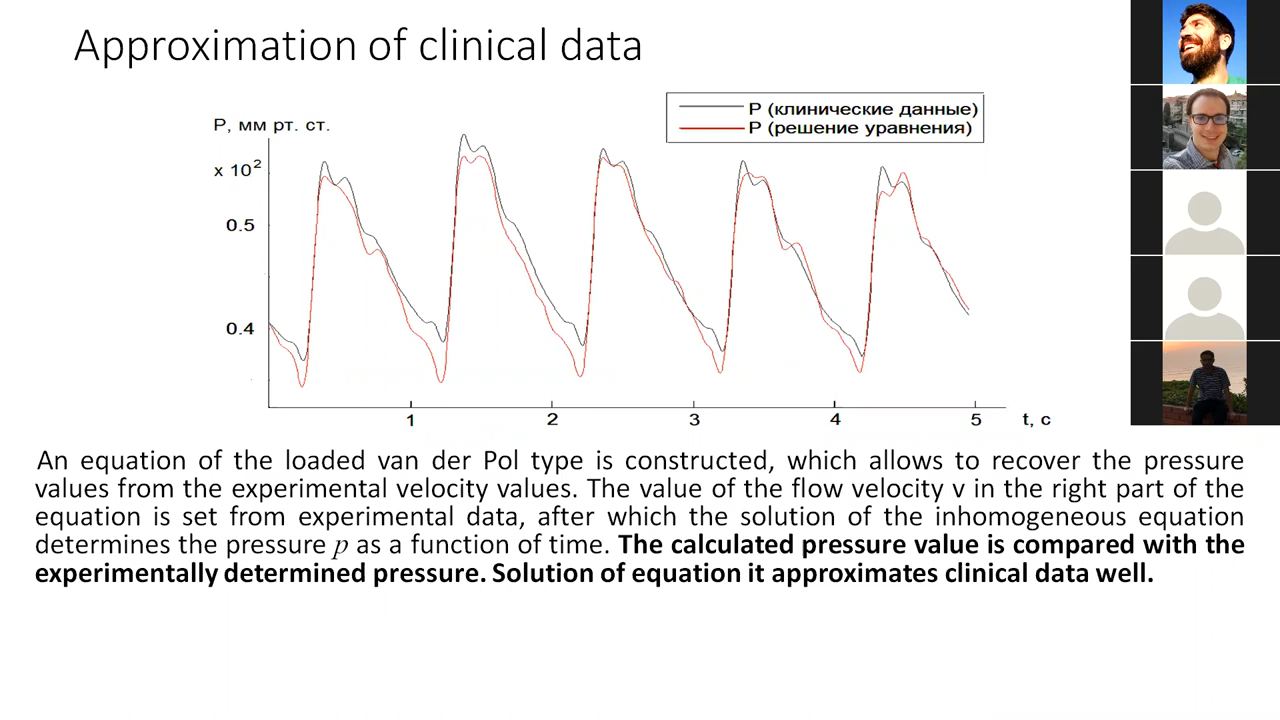 Approximation of clinical data
P (клинические данные)
P (решение уравнения)
P, мм рт. ст.
x 10²
0.5
0.4
1 2 3 4 5 t, с
An equation of the loaded van der Pol type is constructed, which allows to recover the pressure
values from the experimental velocity values. The value of the flow velocity v in the right part of the
equation is set from experimental data, after which the solution of the inhomogeneous equation
determines the pressure p as a function of time. The calculated pressure value is compared with the
experimentally determined pressure. Solution of equation it approximates clinical data well.